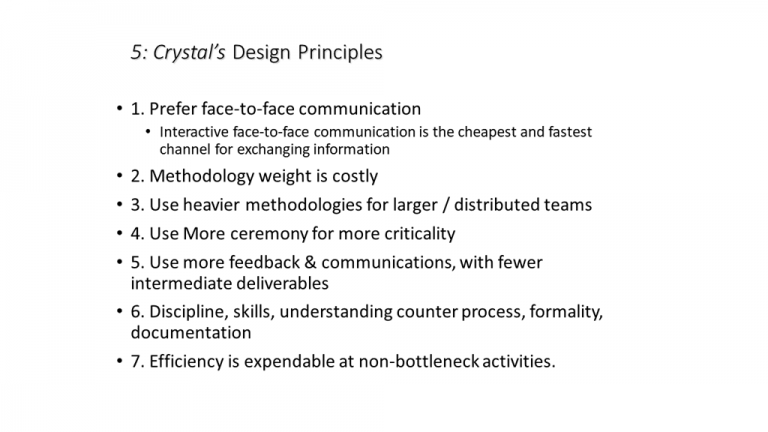 5: Crystal's Design Principles
• 1. Prefer face-to-face communication
• Interactive face-to-face communication is the cheapest and fastest
channel for exchanging information
• 2. Methodology weight is costly
• 3. Use heavier methodologies for larger / distributed teams
• 4. Use More ceremony for more criticality
• 5. Use more feedback & communications, with fewer
intermediate deliverables
• 6. Discipline, skills, understanding counter process, formality,
documentation
• 7. Efficiency is expendable at non-bottleneck activities.